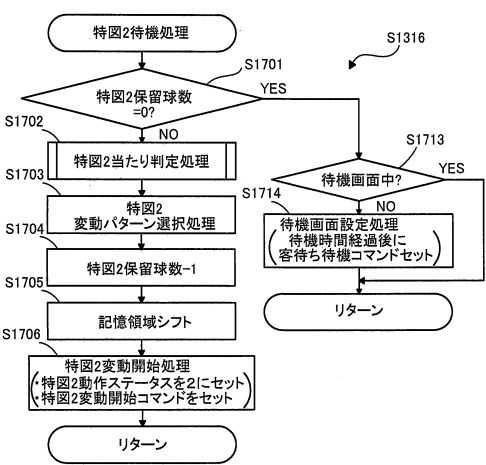 特図2待機処理
S1316
S1701
特図2保留球数
=0?
YES
NO
S1702
特図2当たり判定処理
S1703
特図2
変動パターン選択処理
S1704
特図2保留球数-1
S1705
記憶領域シフト
S1706
特図2変動開始処理
・特図2動作ステータスを2にセット
・特図2変動開始コマンドをセット
リターン
S1713
待機画面中?
YES
NO
S1714
待機画面設定処理
待機時間経過後に
客待ち待機コマンドセット
リターン